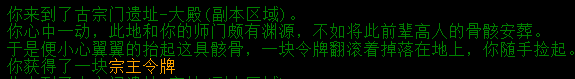 你来到了古宗门遗址-大殿(副本区域)。
你心中一动，此地和你的师门颇有渊源，不如将此前辈高人的骨骸安葬。
于是便小心翼翼的抬起这具骸骨，一块令牌翻滚着掉落在地上，你随手捡起。
你获得了一块宗主令牌